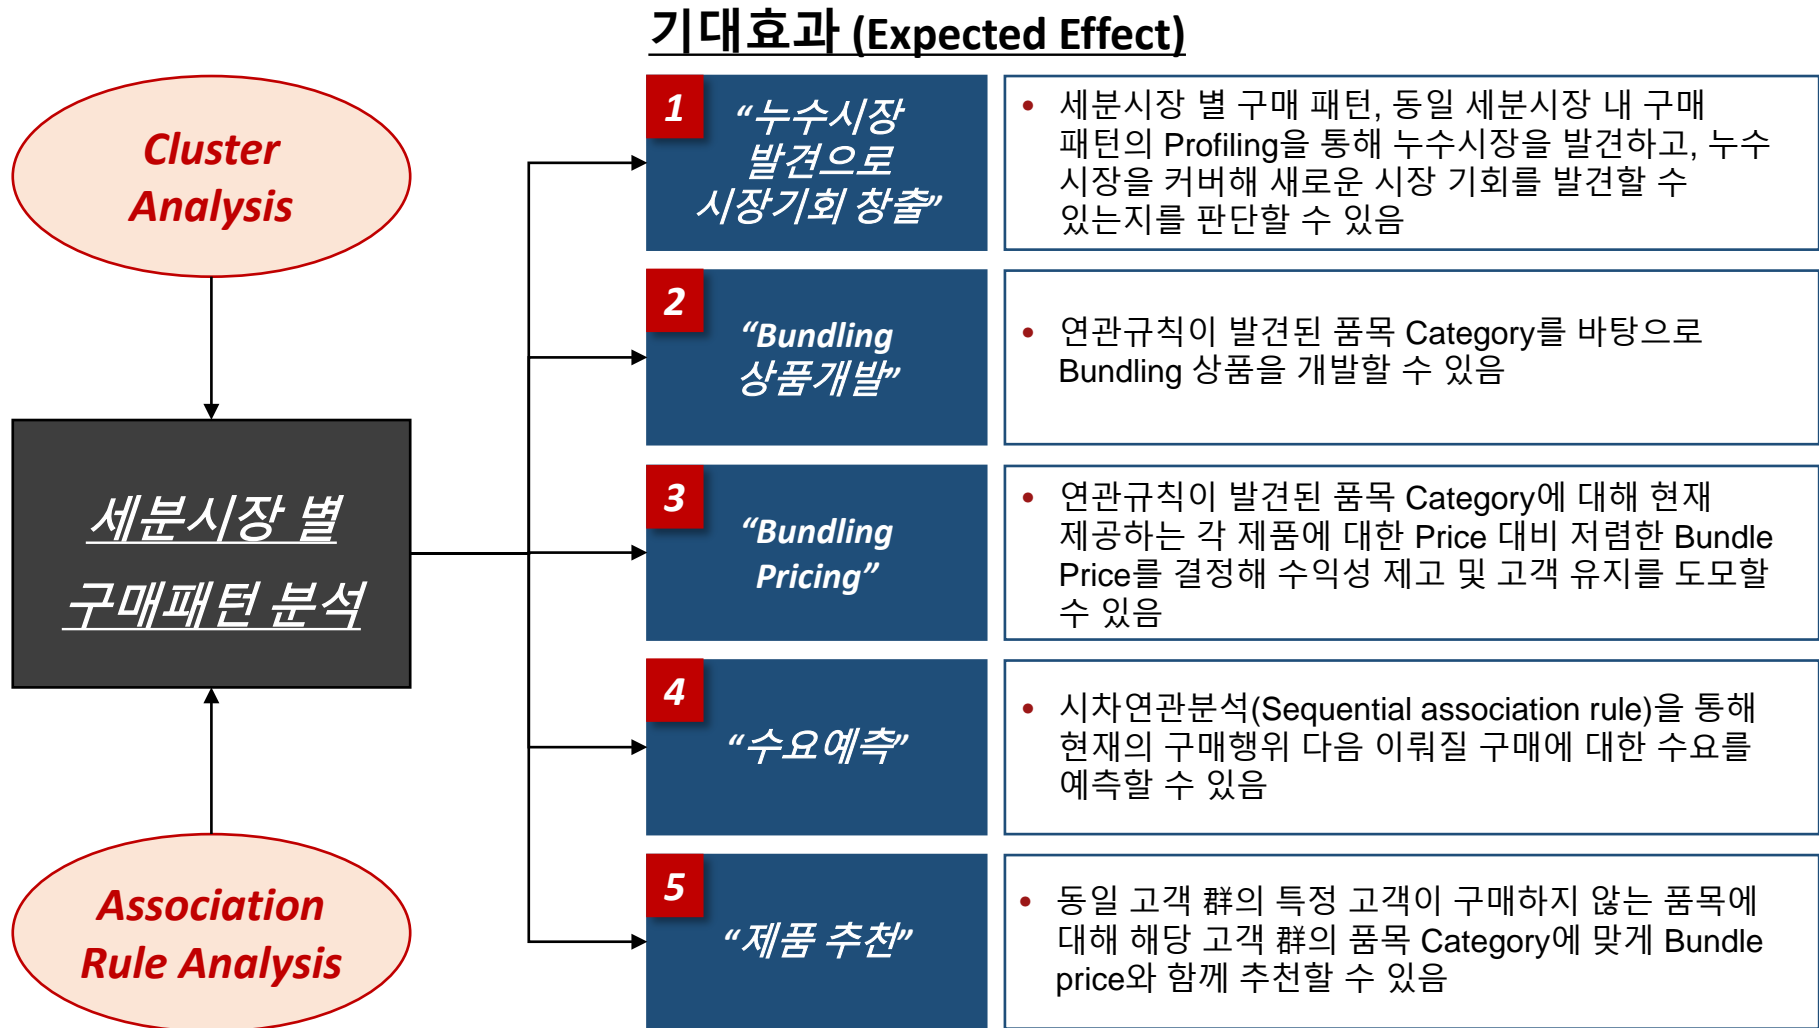 기대효과 (Expected Effect)
Cluster
Analysis
세분시장 별
구매패턴 분석
Association
Rule Analysis
1
“누수시장
발견으로
시장기회 창출”
• 세분시장 별 구매 패턴, 동일 세분시장 내 구매
패턴의 Profiling을 통해 누수시장을 발견하고, 누수
시장을 커버해 새로운 시장 기회를 발견할 수
있는지를 판단할 수 있음
2
“Bundling
상품개발”
• 연관규칙이 발견된 품목 Category를 바탕으로
Bundling 상품을 개발할 수 있음
3
“Bundling
Pricing”
• 연관규칙이 발견된 품목 Category에 대해 현재
제공하는 각 제품에 대한 Price 대비 저렴한 Bundle
Price를 결정해 수익성 제고 및 고객 유지를 도모할
수 있음
4
“수요예측”
• 시차연관분석(Sequential association rule)을 통해
현재의 구매행위 다음 이뤄질 구매에 대한 수요를
예측할 수 있음
5
“제품 추천”
• 동일 고객 群의 특정 고객이 구매하지 않는 품목에
대해 해당 고객 群의 품목 Category에 맞게 Bundle
price와 함께 추천할 수 있음